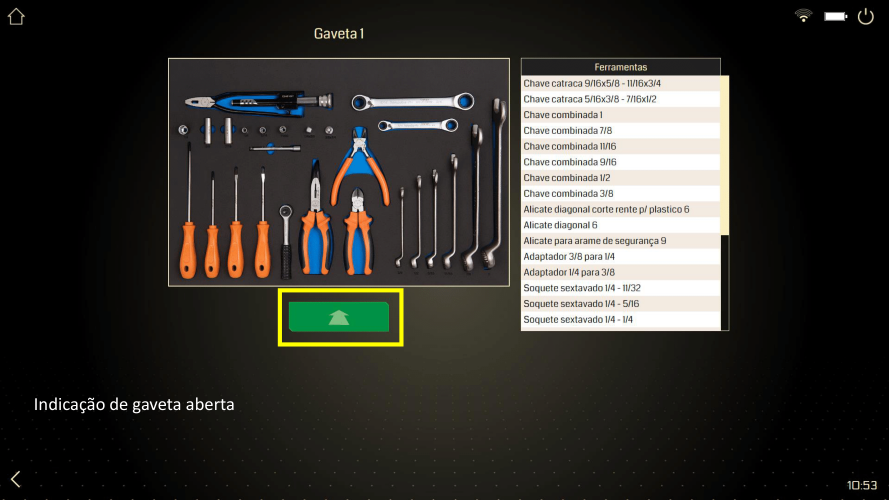 Gaveta 1
Ferramentas
Chave catraca 9/16x5/8 - 11/16x3/4
Chave catraca 5/16x3/8 - 7/16x1/2
Chave combinada 1
Chave combinada 7/8
Chave combinada 11/16
Chave combinada 9/16
Chave combinada 1/2
Chave combinada 3/8
Alicate diagonal corte rente p/ plastico 6
Alicate diagonal 6
Alicate para arame de segurança 9
Adaptador 3/8 para 1/4
Adaptador 1/4 para 3/8
Soquete sextavado 1/4 - 11/32
Soquete sextavado 1/4 - 5/16
Soquete sextavado 1/4 - 1/4
Indicação de gaveta aberta
10:53